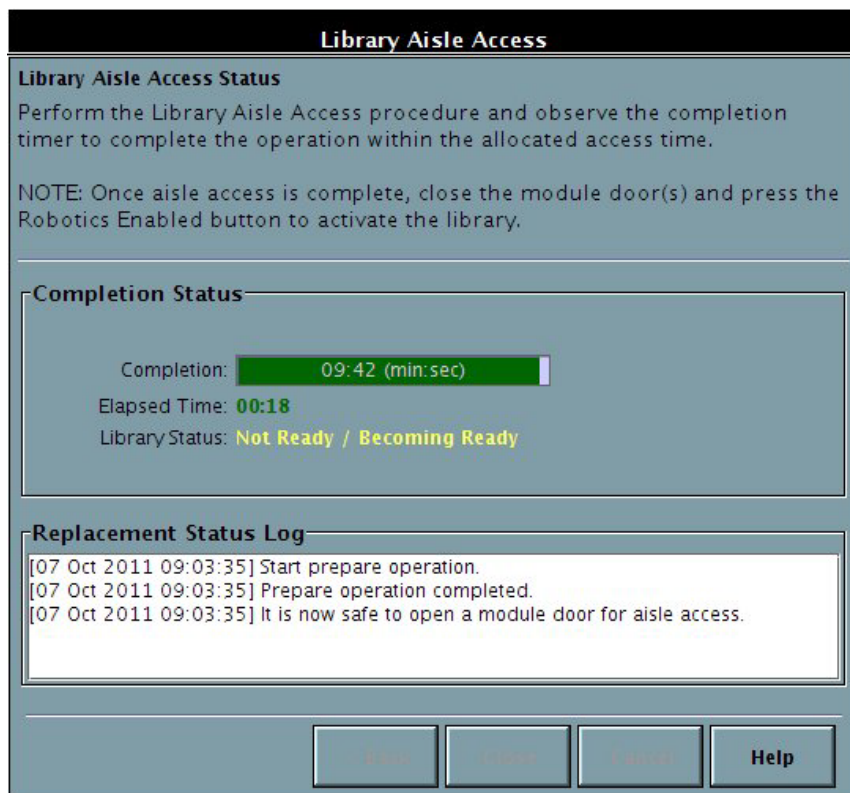 Library Aisle Access
Library Aisle Access Status
Perform the Library Aisle Access procedure and observe the completion
timer to complete the operation within the allocated access time.
NOTE: Once aisle access is complete, close the module door(s) and press the
Robotics Enabled button to activate the library.
Completion Status
Completion: 09:42 (min:sec)
Elapsed Time: 00:18
Library Status: Not Ready / Becoming Ready
Replacement Status Log
[07 Oct 2011 09:03:35] Start prepare operation.
[07 Oct 2011 09:03:35] Prepare operation completed.
[07 Oct 2011 09:03:35] It is now safe to open a module door for aisle access.
Help